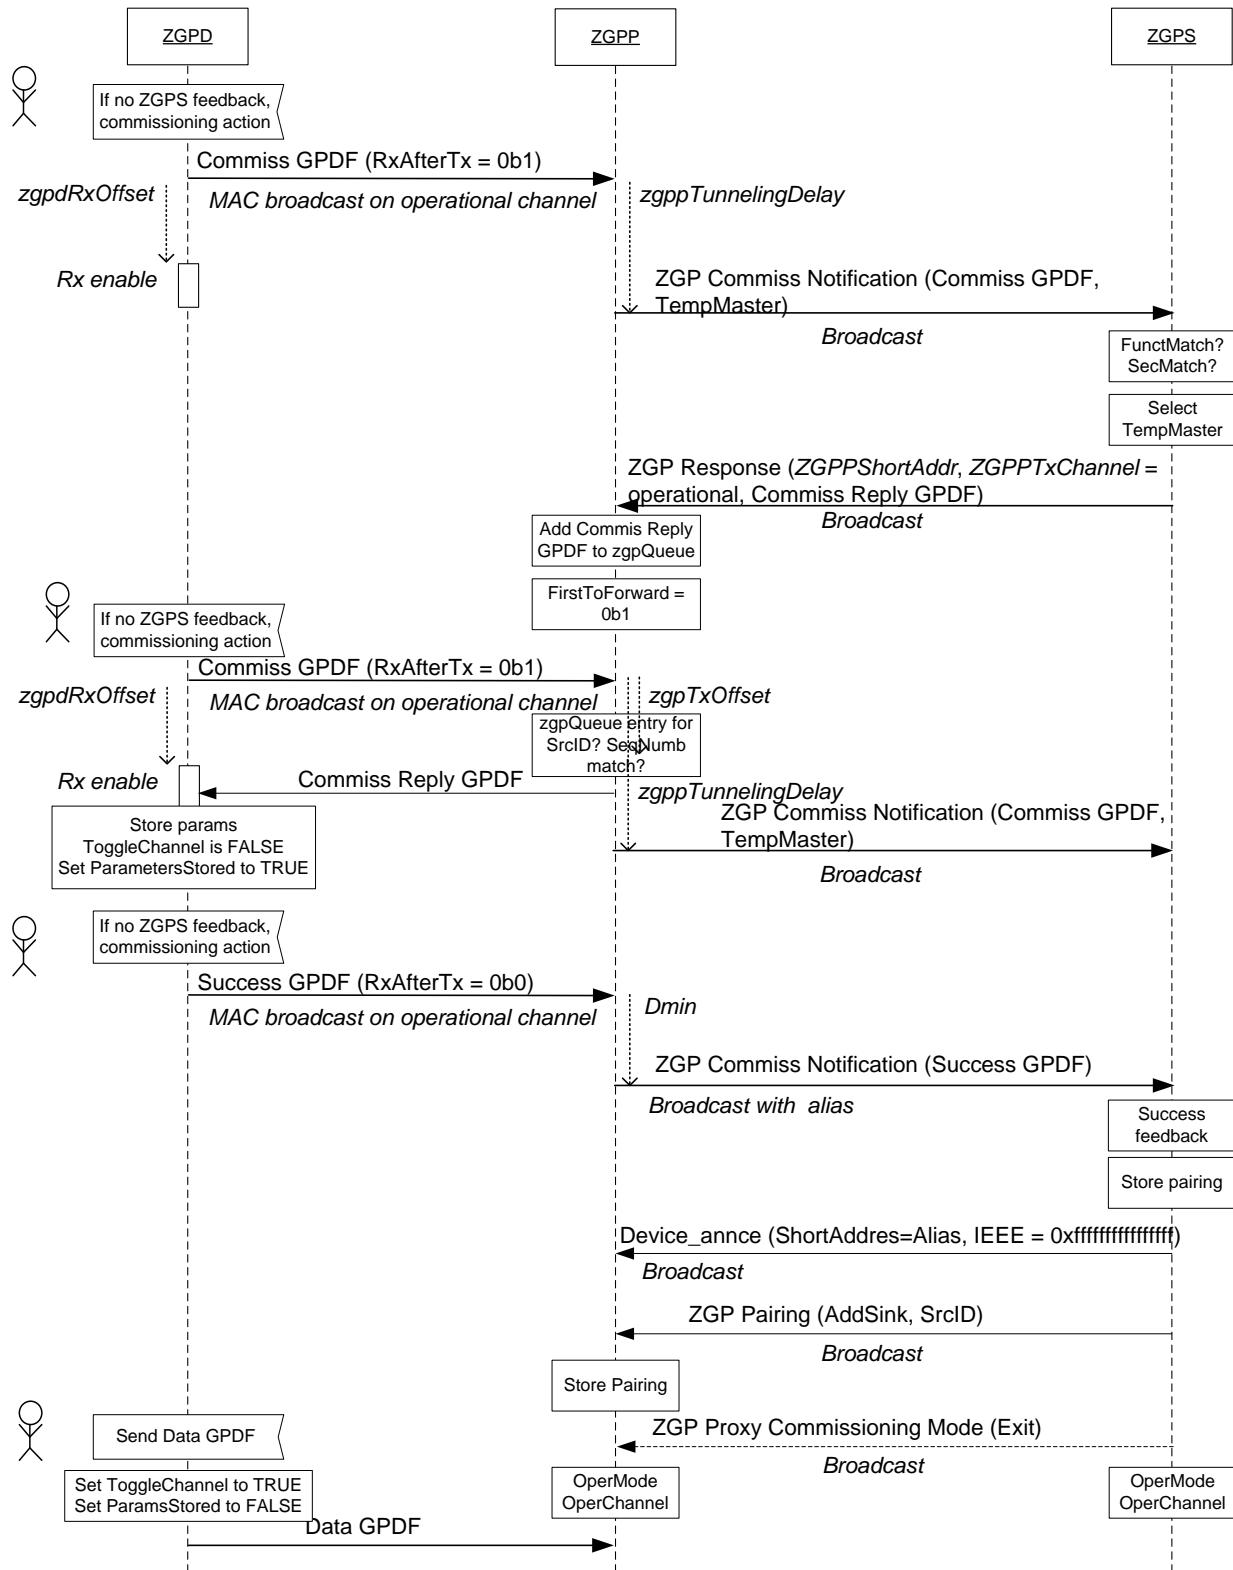 ZGPD
ZGPP
ZGPS
If no ZGPS feedback,
commissioning action
Commiss GPDF (RxAfterTx = 0b1)
zgpdRxOffset
MAC broadcast on operational channel
zgppTunnelingDelay
Rx enable
ZGP Commiss Notification (Commiss GPDF,
TempMaster)
Broadcast
FunctMatch?
SecMatch?
Select
TempMaster
ZGP Response (ZGPPShortAddr, ZGPPTxChannel =
operational, Commiss Reply GPDF)
Broadcast
Add Commis Reply
GPDF to zgpQueue
FirstToForward =
0b1
If no ZGPS feedback,
commissioning action
Commiss GPDF (RxAfterTx = 0b1)
zgpdRxOffset
MAC broadcast on operational channel
zgpTxOffset
zgpQueue entry for
SrcID? SeqNumb
match?
Rx enable
Commiss Reply GPDF
zgppTunnelingDelay
ZGP Commiss Notification (Commiss GPDF,
TempMaster)
Broadcast
Store params
ToggleChannel is FALSE
Set ParametersStored to TRUE
If no ZGPS feedback,
commissioning action
Success GPDF (RxAfterTx = 0b0)
MAC broadcast on operational channel
Dmin
ZGP Commiss Notification (Success GPDF)
Broadcast with alias
Success
feedback
Store pairing
Device_annce (ShortAddres=Alias, IEEE = 0xffffffffffffffff)
Broadcast
ZGP Pairing (AddSink, SrcID)
Broadcast
Store Pairing
Send Data GPDF
ZGP Proxy Commissioning Mode (Exit)
Broadcast
Set ToggleChannel to TRUE
Set ParamsStored to FALSE
OperMode
OperChannel
OperMode
OperChannel
Data GPDF